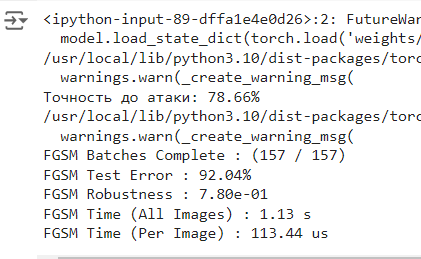 <ipython-input-89-dffa1e4e0d26>:2: FutureWar
model.load_state_dict(torch.load('weights/
/usr/local/lib/python3.10/dist-packages/torc
warnings.warn(_create_warning_msg(
Точность до атаки: 78.66%
/usr/local/lib/python3.10/dist-packages/torc
warnings.warn(_create_warning_msg(
FGSM Batches Complete : (157 / 157)
FGSM Test Error : 92.04%
FGSM Robustness : 7.80e-01
FGSM Time (All Images) : 1.13 s
FGSM Time (Per Image) : 113.44 us